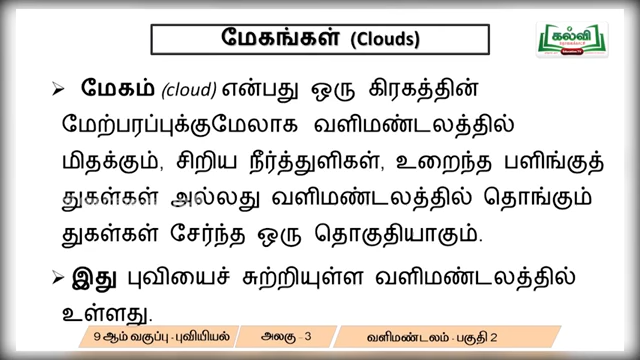 மேகங்கள் (Clouds)
கல்வி
மேகம் (cloud) என்பது ஒரு கிரகத்தின்
மேற்பரப்புக்குமேலாக வளிமண்டலத்தில்
மிதக்கும், சிறிய நீர்த்துளிகள், உறைந்த பளிங்குத்
துகள்கள் அல்லது வளிமண்டலத்தில் தொங்கும்
துகள்கள் சேர்ந்த ஒரு தொகுதியாகும்.
இது புவியைச் சுற்றியுள்ள வளிமண்டலத்தில்
உள்ளது.
9 ஆம் வகுப்பு - புவியியல்
அலகு - 3
வளிமண்டலம் - பகுதி 2